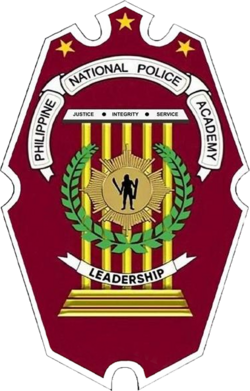 PHILIPPINE NATIONAL POLICE ACADEMY
JUSTICE • INTEGRITY • SERVICE
LEADERSHIP